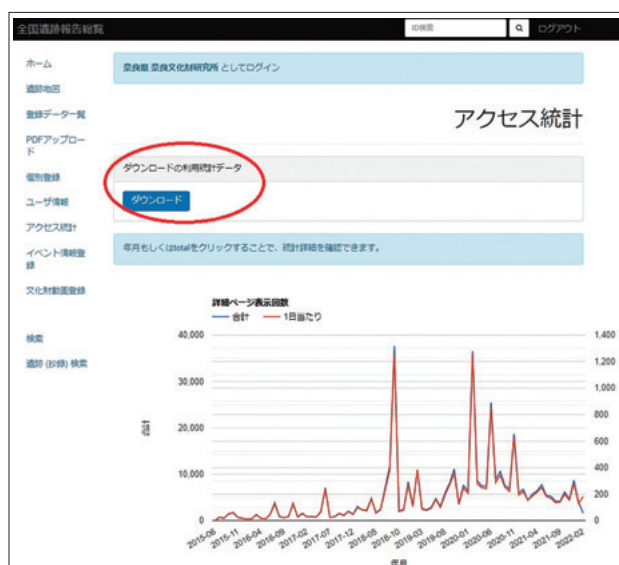 全国遺跡報告総覧
ID検索
ログアウト
ホーム
遺跡地図
登録データ一覧
PDFアップロー
ド
個別登録
ユーザ情報
アクセス統計
イベント情報登
録
文化財動画登録
検索
遺跡 (抄録) 検索
奈良県 奈良文化財研究所 としてログイン
アクセス統計
ダウンロードの利用統計データ
ダウンロード
年月もしくはtotalをクリックすることで、統計詳細を確認できます。
詳細ページ表示回数
合計
1日当たり
40,000
30,000
20,000
10,000
0
合計
1,400
1,200
1,000
800
600
400
200
0
2015-06
2015-11
2016-04
2016-09
2017-02
2017-07
2017-12
2018-05
2018-10
2019-03
2019-08
2020-01
2020-06
2020-11
2021-04
2021-09
2022-02
年月